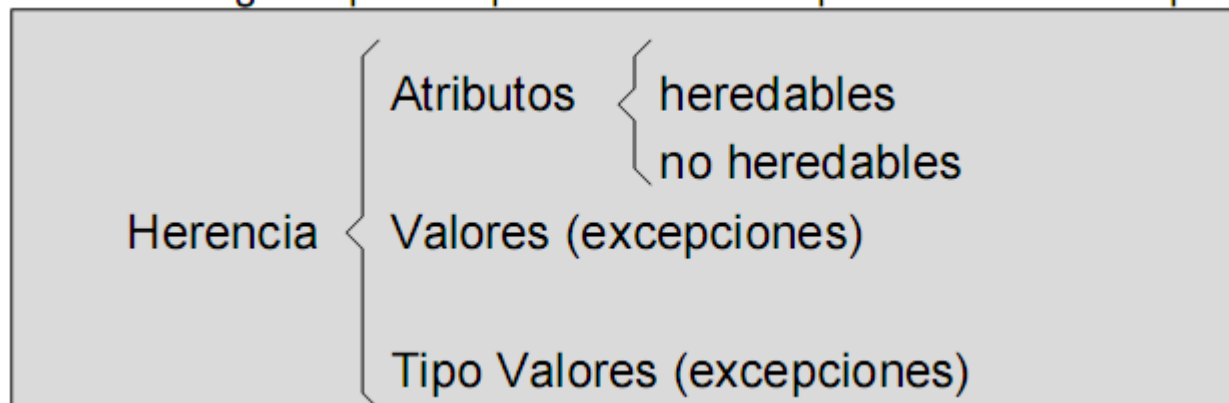 Atributos heredables
no heredables
Herencia Valores (excepciones)
Tipo Valores (excepciones)